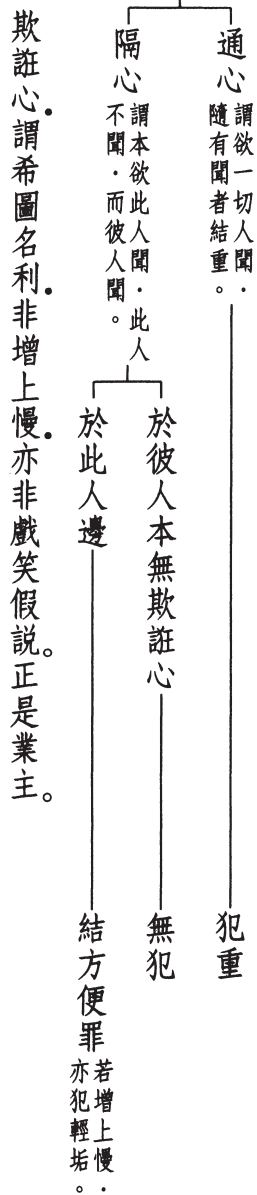 通心
謂欲一切人聞．
隨有聞者結重。
犯重
隔心
謂本欲此人聞．此人
不聞．而彼人聞。
於彼人本無欺誑心
無犯
於此人邊
結方便罪
若增上慢．
亦犯輕垢。
欺誑心．謂希圖名利．非增上慢．亦非戲笑假說。正是業主。